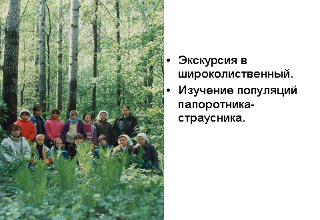 • Экскурсия в
широколиственный.
• Изучение популяций
папоротника-
страусника.